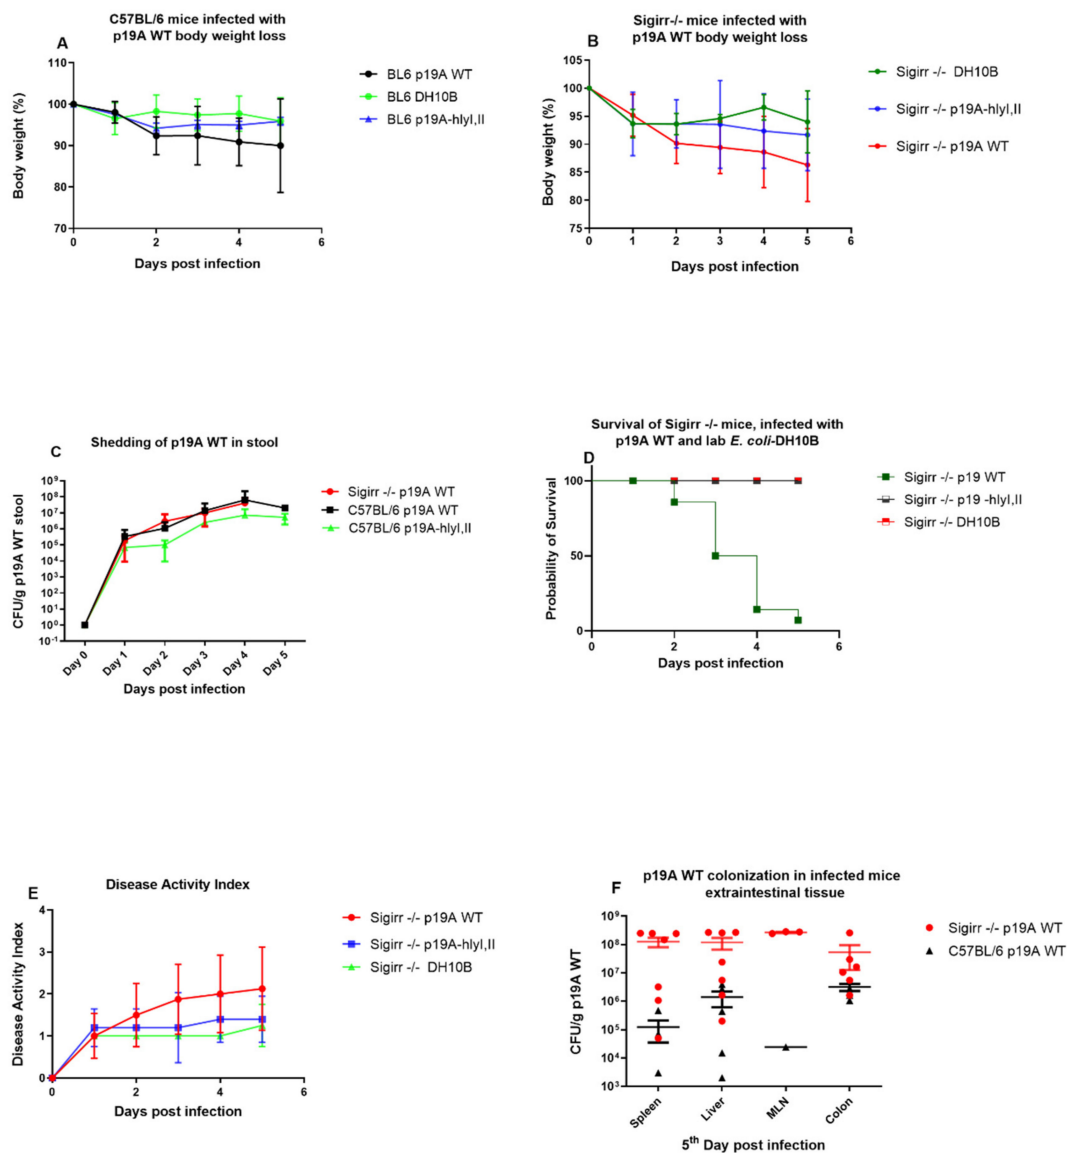 C57BL/6 mice infected with
p19A WT body weight loss
A
110
100
90
80
70
0
2
4
6
Body weight (%)
Days post infection
BL6 p19A WT
BL6 DH10B
BL6 p19A-hlyI,II
Sigirr-/- mice infected with
p19A WT body weight loss
B
105
100
95
90
85
80
75
0
1
2
3
4
5
6
Body weight (%)
Days post infection
Sigirr -/- DH10B
Sigirr -/- p19A-hlyI,II
Sigirr -/- p19A WT
C
Shedding of p19A WT in stool
10⁹
10⁸
10⁷
10⁶
10⁵
10⁴
10³
10²
10¹
10⁰
10⁻¹
CFU/g p19A WT stool
Day 0
Day 1
Day 2
Day 3
Day 4
Day 5
Days post infection
Sigirr -/- p19A WT
C57BL/6 p19A WT
C57BL/6 p19A-hlyI,II
Survival of Sigirr -/- mice, infected with
p19A WT and lab E. coli-DH10B
D
100
50
0
0
2
4
6
Probability of Survival
Days post infection
Sigirr -/- p19 WT
Sigirr -/- p19 -hlyI,II
Sigirr -/- DH10B
E
Disease Activity Index
4
3
2
1
0
0
2
4
6
Disease Activity Index
Days post infection
Sigirr -/- p19A WT
Sigirr -/- p19A-hlyI,II
Sigirr -/- DH10B
F
p19A WT colonization in infected mice
extraintestinal tissue
10⁹
10⁸
10⁷
10⁶
10⁵
10⁴
10³
CFU/g p19A WT
Spleen
Liver
MLN
Colon
5th Day post infection
Sigirr -/- p19A WT
C57BL/6 p19A WT